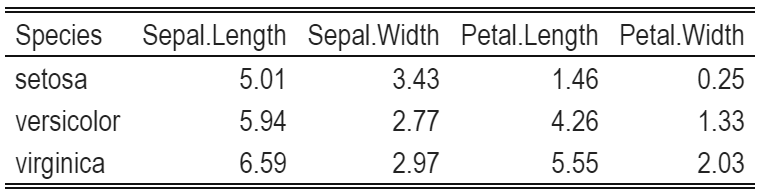 Species Sepal.Length Sepal.Width Petal.Length Petal.Width
setosa 5.01 3.43 1.46 0.25
versicolor 5.94 2.77 4.26 1.33
virginica 6.59 2.97 5.55 2.03